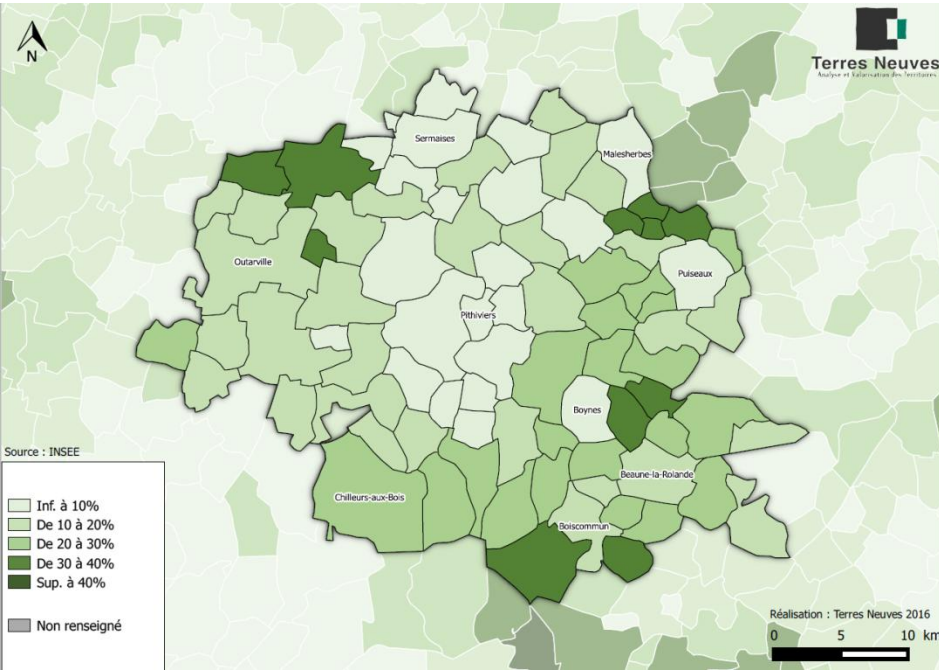 N
Terres Neuves
Analyse et Valorisation des Territoires
Sermaises
Malesherbes
Outarville
Puiseaux
Pithiviers
Boynes
Source : INSEE
Beaune-la-Rolande
Chilleurs-aux-Bois
Inf. à 10%
De 10 à 20%
Boiscommun
De 20 à 30%
De 30 à 40%
Sup. à 40%
Non renseigné
Réalisation : Terres Neuves 2016
0 5 10 km